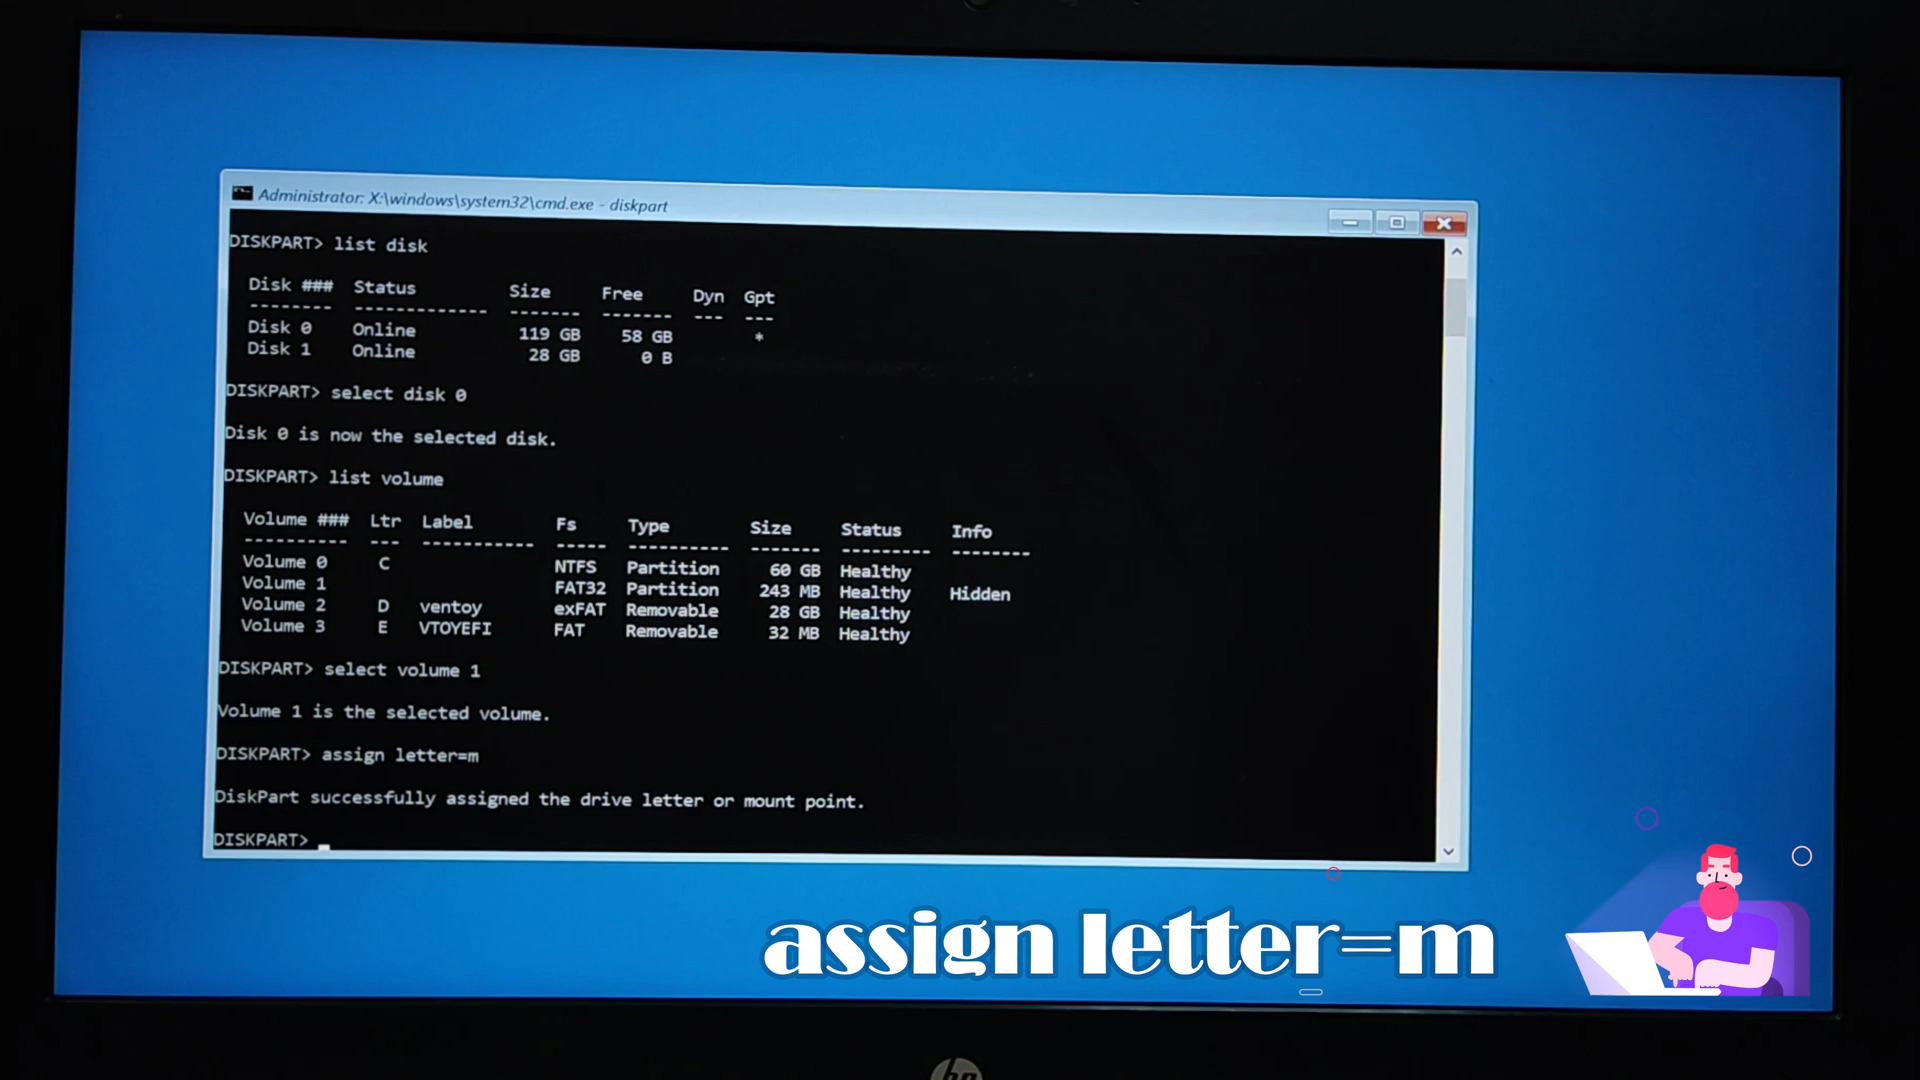 Administrator: X:\windows\system32\cmd.exe - diskpart
DISKPART> list disk
Disk ### Status Size Free Dyn Gpt
-------- ------------- ------- ------- --- ---
Disk 0 Online 119 GB 58 GB *
Disk 1 Online 28 GB 0 B
DISKPART> select disk 0
Disk 0 is now the selected disk.
DISKPART> list volume
Volume ### Ltr Label Fs Type Size Status Info
---------- --- ----------- ----- ---------- ------- --------- --------
Volume 0 C NTFS Partition 60 GB Healthy
Volume 1 FAT32 Partition 243 MB Healthy Hidden
Volume 2 D ventoy exFAT Removable 28 GB Healthy
Volume 3 E VTOYEFI FAT Removable 32 MB Healthy
DISKPART> select volume 1
Volume 1 is the selected volume.
DISKPART> assign letter=m
DiskPart successfully assigned the drive letter or mount point.
DISKPART>
assign letter=m
hp